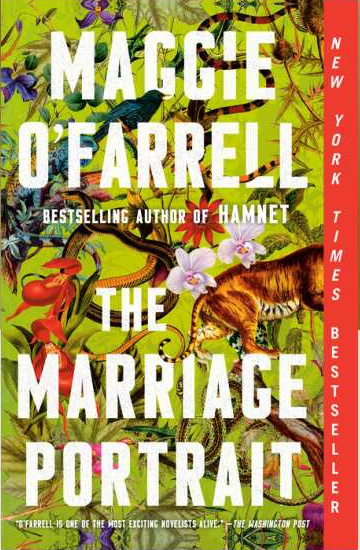 MAGGIE
O'FARRELL
BESTSELLING AUTHOR OF HAMNET
THE
MARRIAGE
PORTRAIT
"O'FARRELL IS ONE OF THE MOST EXCITING NOVELISTS ALIVE." —THE WASHINGTON POST
NEW YORK TIMES BESTSELLER